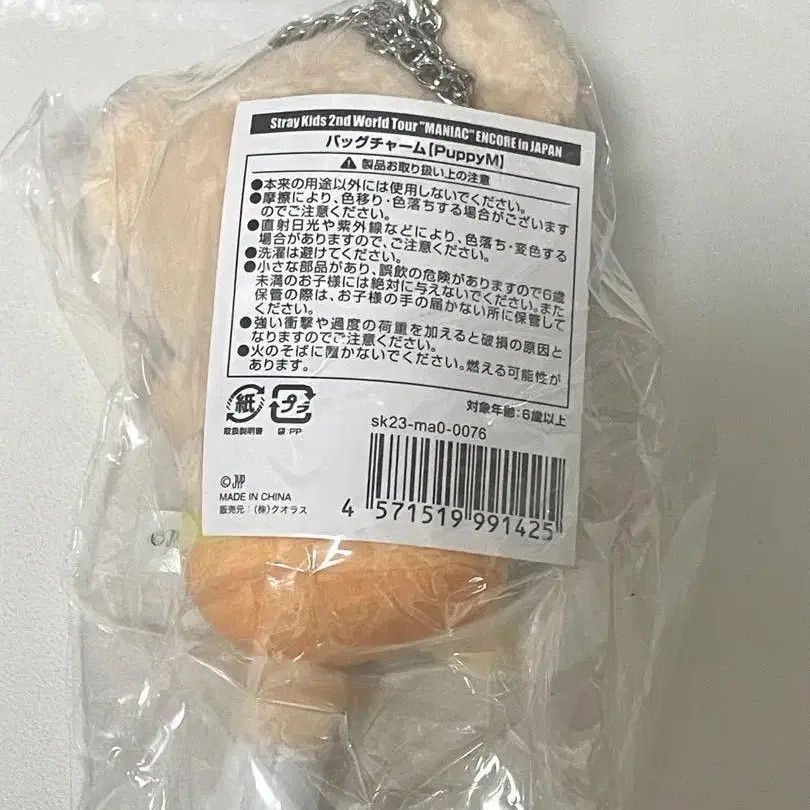 Stray Kids 2nd World Tour "MANIAC" ENCORE in JAPAN
バッグチャーム[PuppyM]
製品お取り扱い上の注意
●本来の用途以外には使用しないでください。
●摩擦により、色移り・色落ちする場合がございます
のでご注意ください。
●直射日光や紫外線などにより、色落ち・変色する
場合がありますので、ご注意ください。
●洗濯は避けてください。
●小さな部品があり、誤飲の危険がありますので6歳
未満のお子様には絶対に与えないでください。また
保管の際は、お子様の手の届かない所に保管して
ください。
●強い衝撃や過度の荷重を加えると破損の原因と
なりますのでご注意ください。
●火のそばに置かないでください。燃える可能性が
あります。
紙 プラ
取扱説明書 袋:PP
対象年齢:6歳以上
sk23-ma0-0076
©JYP
MADE IN CHINA
販売元:(株)クオラス
4 571519 991425